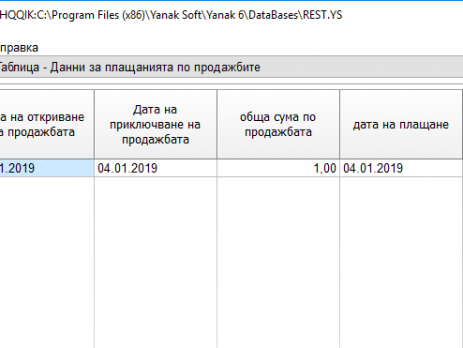 HQQIK:C:\Program Files (x86)\Yanak Soft\Yanak 6\DataBases\REST.YS
правка
Таблица - Данни за плащанията по продажбите
а на откриване
а продажбата
Дата на
приключване на
продажбата
обща сума по
продажбата
дата на плащане
1.2019
04.01.2019
1,00
04.01.2019